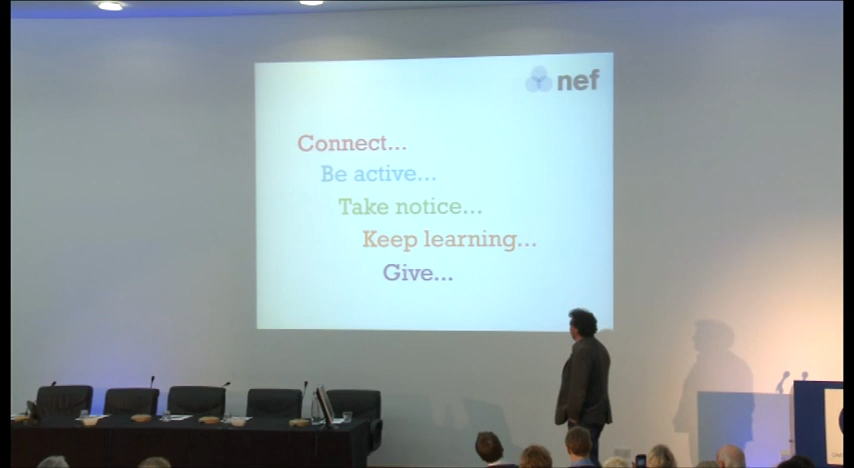 nef
Connect...
Be active...
Take notice...
Keep learning...
Give...